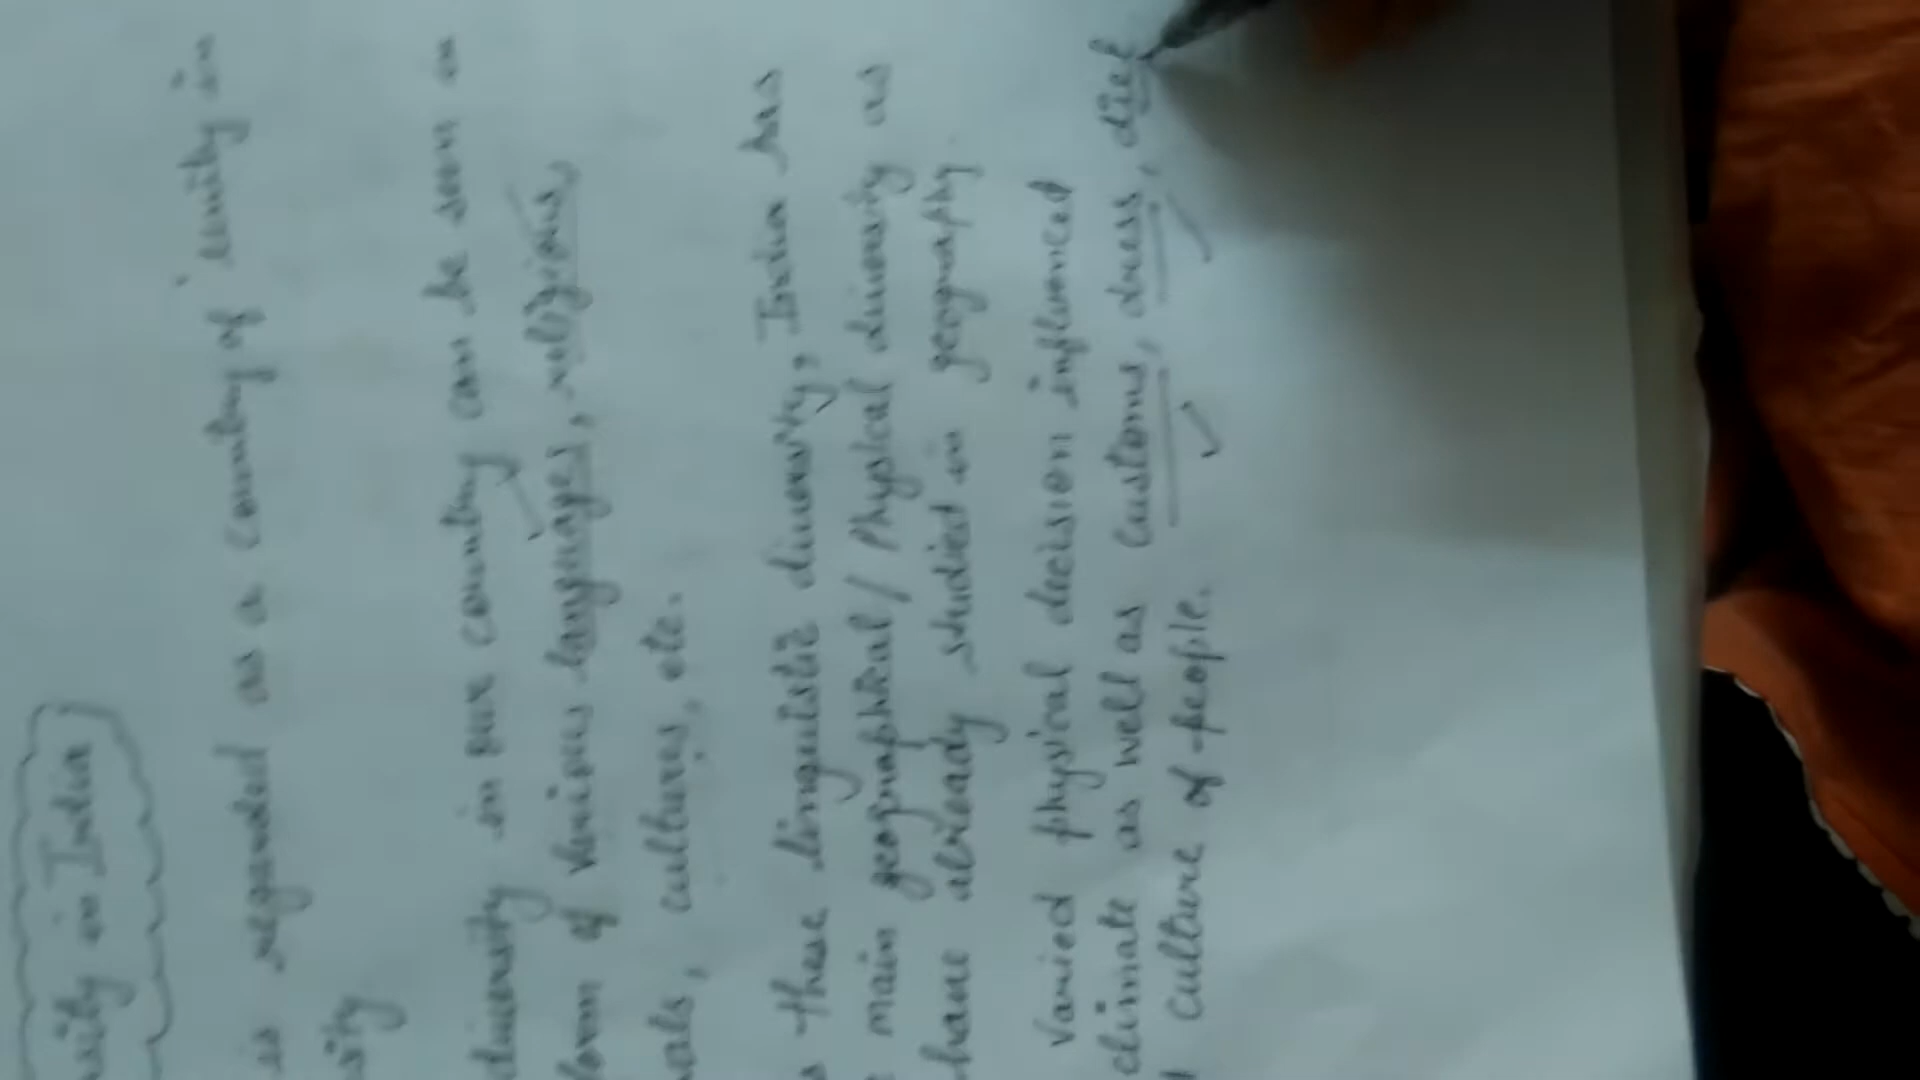 in India
is regarded as a country of 'unity in
sity
diversity in our country can be seen in
form of various languages, religions,
als, cultures, etc.
these linguistic diversity, India has
main geographical / Physical diversity as
have already studied in geography.
varied physical decision influenced
climate as well as customs, dress, diet
culture of people.